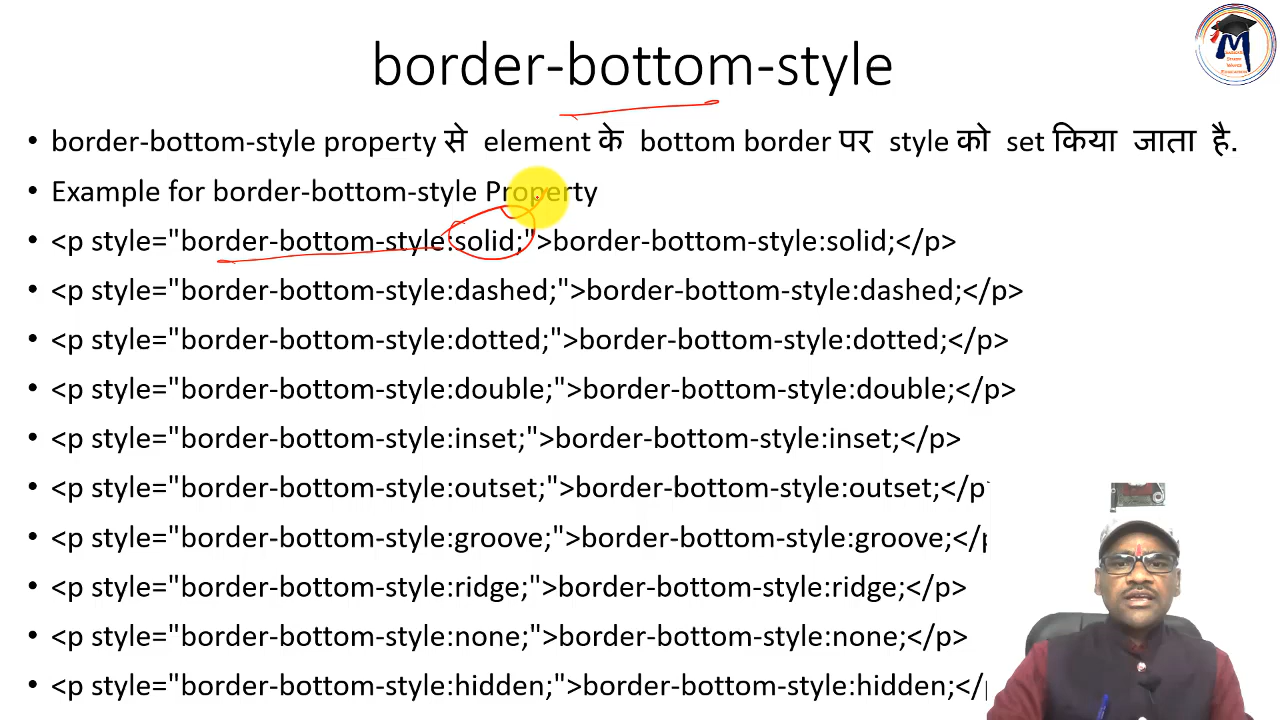 border-bottom-style
• border-bottom-style property से element के bottom border पर style को set किया जाता है.
• Example for border-bottom-style Property
• <p style="border-bottom-style:solid;">border-bottom-style:solid;</p>
• <p style="border-bottom-style:dashed;">border-bottom-style:dashed;</p>
• <p style="border-bottom-style:dotted;">border-bottom-style:dotted;</p>
• <p style="border-bottom-style:double;">border-bottom-style:double;</p>
• <p style="border-bottom-style:inset;">border-bottom-style:inset;</p>
• <p style="border-bottom-style:outset;">border-bottom-style:outset;</p
• <p style="border-bottom-style:groove;">border-bottom-style:groove;</p
• <p style="border-bottom-style:ridge;">border-bottom-style:ridge;</p>
• <p style="border-bottom-style:none;">border-bottom-style:none;</p>
• <p style="border-bottom-style:hidden;">border-bottom-style:hidden;</p